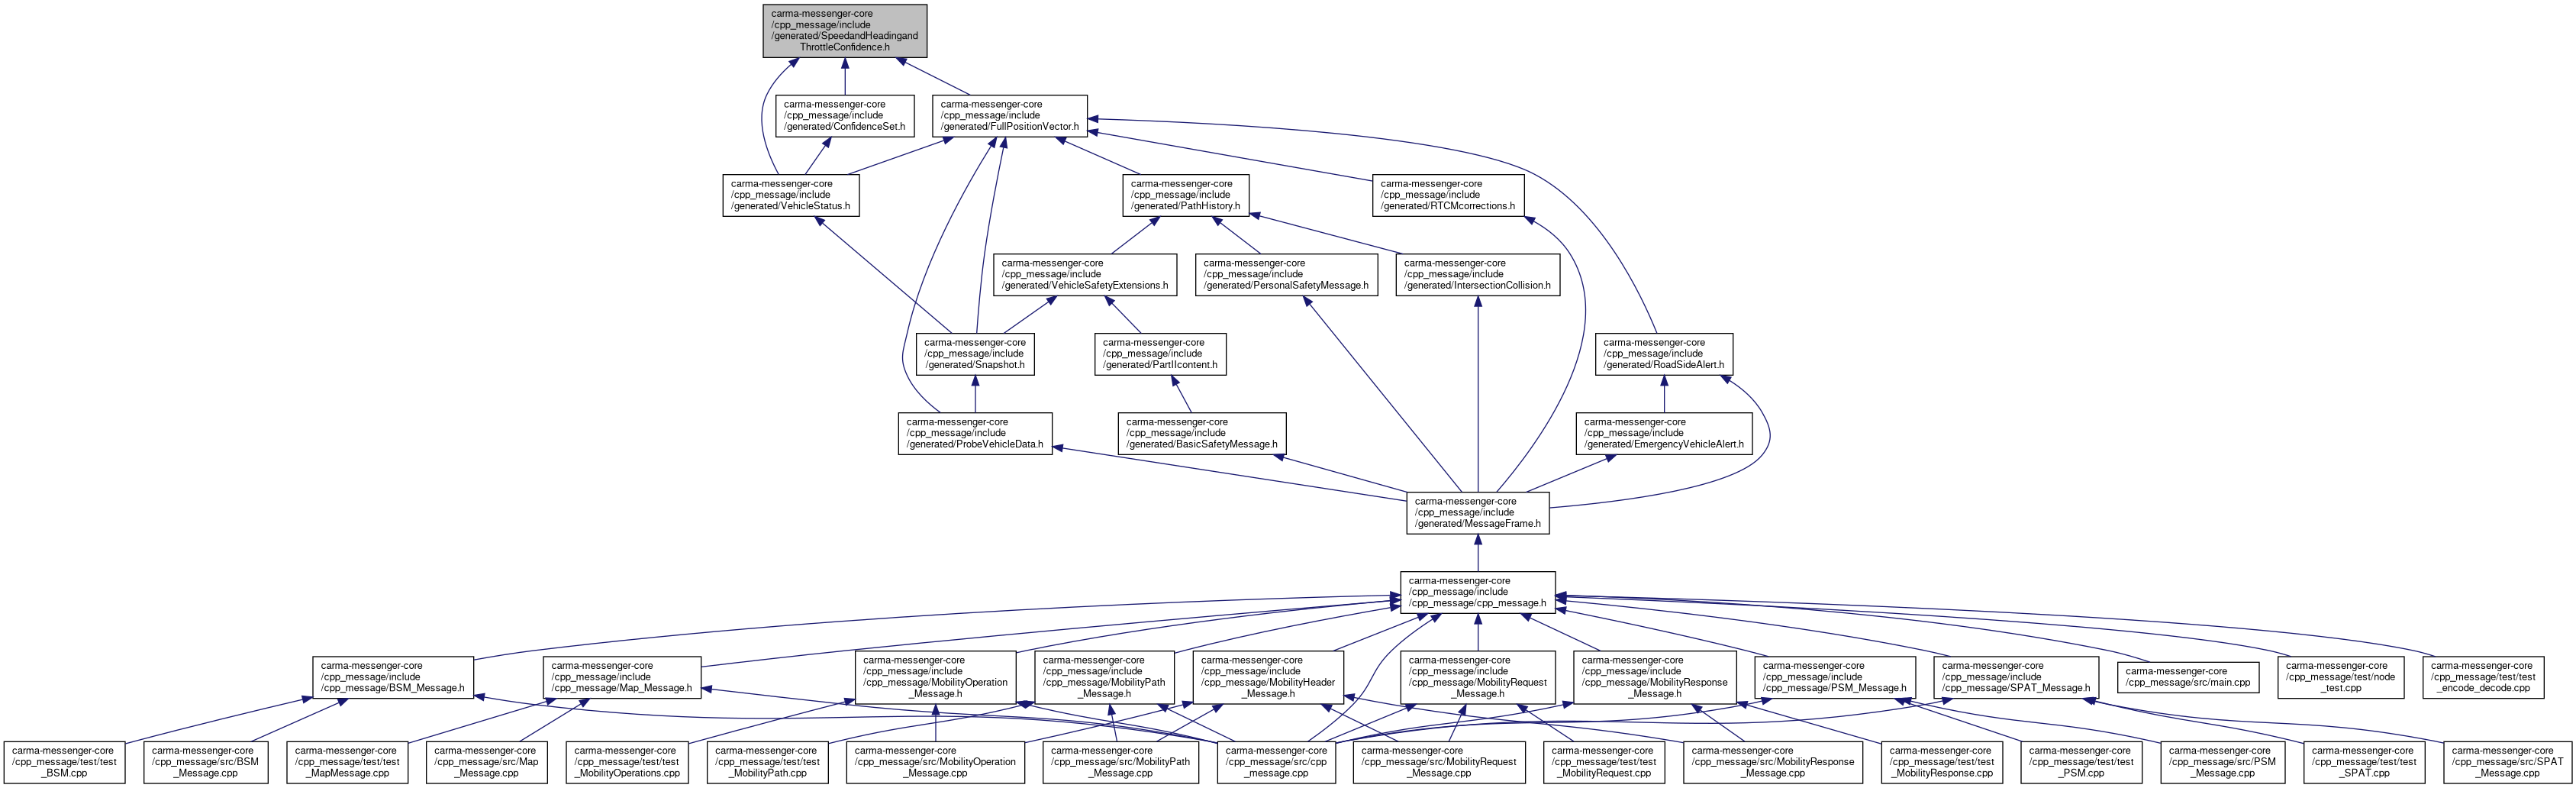 carma-messenger-core
/cpp_message/include
/generated/SpeedandHeadingand
ThrottleConfidence.h
carma-messenger-core
/cpp_message/include
/generated/ConfidenceSet.h
carma-messenger-core
/cpp_message/include
/generated/FullPositionVector.h
carma-messenger-core
/cpp_message/include
/generated/VehicleStatus.h
carma-messenger-core
/cpp_message/include
/generated/PathHistory.h
carma-messenger-core
/cpp_message/include
/generated/RTCMcorrections.h
carma-messenger-core
/cpp_message/include
/generated/VehicleSafetyExtensions.h
carma-messenger-core
/cpp_message/include
/generated/PersonalSafetyMessage.h
carma-messenger-core
/cpp_message/include
/generated/IntersectionCollision.h
carma-messenger-core
/cpp_message/include
/generated/Snapshot.h
carma-messenger-core
/cpp_message/include
/generated/PartIIcontent.h
carma-messenger-core
/cpp_message/include
/generated/RoadSideAlert.h
carma-messenger-core
/cpp_message/include
/generated/ProbeVehicleData.h
carma-messenger-core
/cpp_message/include
/generated/BasicSafetyMessage.h
carma-messenger-core
/cpp_message/include
/generated/EmergencyVehicleAlert.h
carma-messenger-core
/cpp_message/include
/generated/MessageFrame.h
carma-messenger-core
/cpp_message/include
/cpp_message/cpp_message.h
carma-messenger-core
/cpp_message/include
/cpp_message/BSM_Message.h
carma-messenger-core
/cpp_message/include
/cpp_message/Map_Message.h
carma-messenger-core
/cpp_message/include
/cpp_message/MobilityOperation
_Message.h
carma-messenger-core
/cpp_message/include
/cpp_message/MobilityPath
_Message.h
carma-messenger-core
/cpp_message/include
/cpp_message/MobilityHeader
_Message.h
carma-messenger-core
/cpp_message/include
/cpp_message/MobilityRequest
_Message.h
carma-messenger-core
/cpp_message/include
/cpp_message/MobilityResponse
_Message.h
carma-messenger-core
/cpp_message/include
/cpp_message/PSM_Message.h
carma-messenger-core
/cpp_message/include
/cpp_message/SPAT_Message.h
carma-messenger-core
/cpp_message/src/main.cpp
carma-messenger-core
/cpp_message/test/node
_test.cpp
carma-messenger-core
/cpp_message/test/test
_encode_decode.cpp
carma-messenger-core
/cpp_message/test/test
_BSM.cpp
carma-messenger-core
/cpp_message/src/BSM
_Message.cpp
carma-messenger-core
/cpp_message/test/test
_MapMessage.cpp
carma-messenger-core
/cpp_message/src/Map
_Message.cpp
carma-messenger-core
/cpp_message/test/test
_MobilityOperations.cpp
carma-messenger-core
/cpp_message/test/test
_MobilityPath.cpp
carma-messenger-core
/cpp_message/src/MobilityOperation
_Message.cpp
carma-messenger-core
/cpp_message/src/MobilityPath
_Message.cpp
carma-messenger-core
/cpp_message/src/cpp
_message.cpp
carma-messenger-core
/cpp_message/src/MobilityRequest
_Message.cpp
carma-messenger-core
/cpp_message/test/test
_MobilityRequest.cpp
carma-messenger-core
/cpp_message/src/MobilityResponse
_Message.cpp
carma-messenger-core
/cpp_message/test/test
_MobilityResponse.cpp
carma-messenger-core
/cpp_message/test/test
_PSM.cpp
carma-messenger-core
/cpp_message/src/PSM
_Message.cpp
carma-messenger-core
/cpp_message/test/test
_SPAT.cpp
carma-messenger-core
/cpp_message/src/SPAT
_Message.cpp